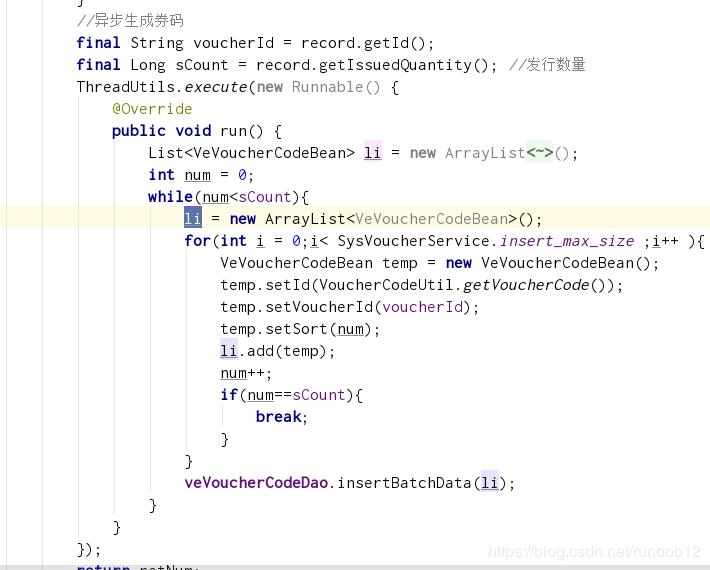 }
//异步生成券码
final String voucherId = record.getId();
final Long sCount = record.getIssuedQuantity(); //发行数量
ThreadUtils.execute(new Runnable() {
@Override
public void run() {
List<VeVoucherCodeBean> li = new ArrayList<~>();
int num = 0;
while(num<sCount){
li = new ArrayList<VeVoucherCodeBean>();
for(int i = 0;i< SysVoucherService.insert_max_size ;i++ ){
VeVoucherCodeBean temp = new VeVoucherCodeBean();
temp.setId(VoucherCodeUtil.getVoucherCode());
temp.setVoucherId(voucherId);
temp.setSort(num);
li.add(temp);
num++;
if(num==sCount){
break;
}
}
veVoucherCodeDao.insertBatchData(li);
}
}
});
return retNum;
https://blog.csdn.net/runoob12